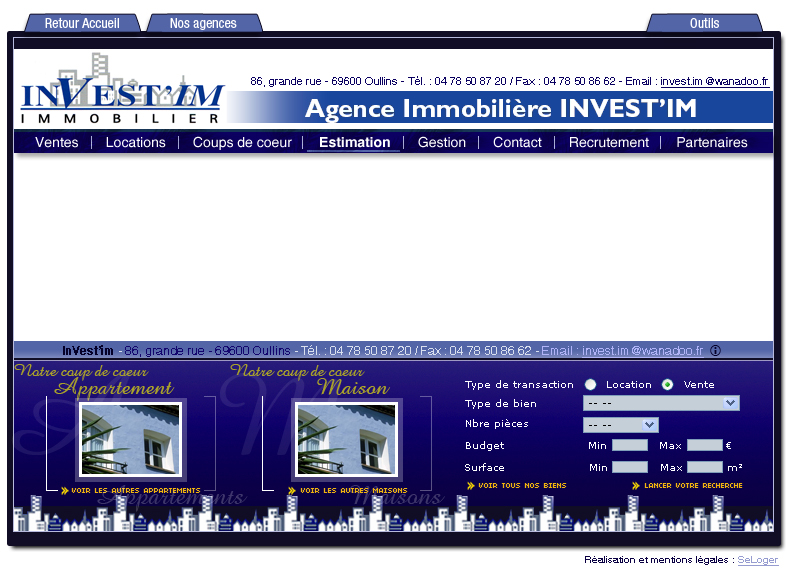 Retour Accueil Nos agences Outils
INVEST'IM
IMMOBILIER
86, grande rue - 69600 Oullins - Tél. : 04 78 50 87 20 / Fax : 04 78 50 86 62 - Email : invest.im @wanadoo.fr
Agence Immobilière INVEST'IM
Ventes | Locations | Coups de coeur | Estimation | Gestion | Contact | Recrutement | Partenaires
InVest'im - 86, grande rue - 69600 Oullins - Tél. : 04 78 50 87 20 / Fax : 04 78 50 86 62 - Email : invest.im @wanadoo.fr
Notre coup de coeur
Appartement
VOIR LES AUTRES APPARTEMENTS
Appartements
Notre coup de coeur
Maison
VOIR LES AUTRES MAISONS
Maisons
Type de transaction Location Vente
Type de bien -- --
Nbre pièces -- --
Budget Min Max €
Surface Min Max m²
VOIR TOUS NOS BIENS LANCER VOTRE RECHERCHE
Réalisation et mentions légales : SeLoger